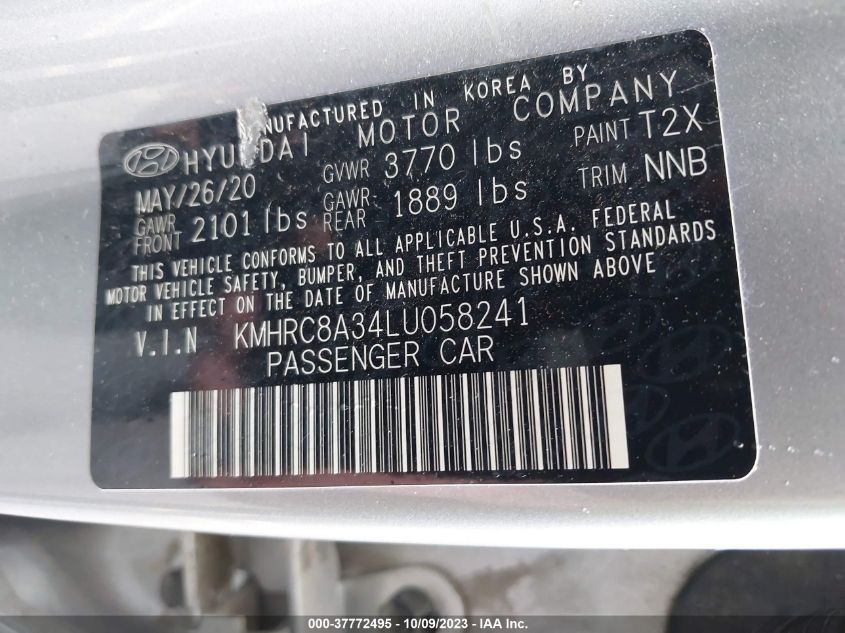 MANUFACTURED IN KOREA BY
HYUNDAI MOTOR COMPANY
MAY/26/20 GVWR 3770 lbs PAINT T2X
GAWR FRONT 2101 lbs GAWR REAR 1889 lbs TRIM NNB
THIS VEHICLE CONFORMS TO ALL APPLICABLE U.S.A. FEDERAL
MOTOR VEHICLE SAFETY, BUMPER, AND THEFT PREVENTION STANDARDS
IN EFFECT ON THE DATE OF MANUFACTURE SHOWN ABOVE
V.I.N KMHRC8A34LU058241
PASSENGER CAR
000-37772495 - 10/09/2023 - IAA Inc.